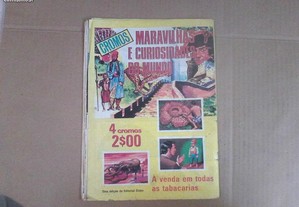 CROMOS
MARAVILHAS
E CURIOSIDADES
DO MUNDO
4 cromos
2$00
A venda em todas
as tabacarias